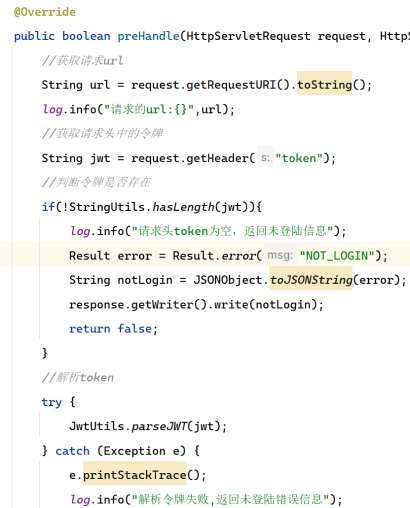 @Override
public boolean preHandle(HttpServletRequest request, HttpS
//获取请求url
String url = request.getRequestURI().toString();
log.info("请求的url:{}",url);
//获取请求头中的令牌
String jwt = request.getHeader( s: "token");
//判断令牌是否存在
if(!StringUtils.hasLength(jwt)){
log.info("请求头token为空，返回未登陆信息");
Result error = Result.error( msg: "NOT_LOGIN");
String notLogin = JSONObject.toJSONString(error);
response.getWriter().write(notLogin);
return false;
}
//解析token
try {
JwtUtils.parseJWT(jwt);
} catch (Exception e) {
e.printStackTrace();
log.info("解析令牌失败,返回未登陆错误信息");